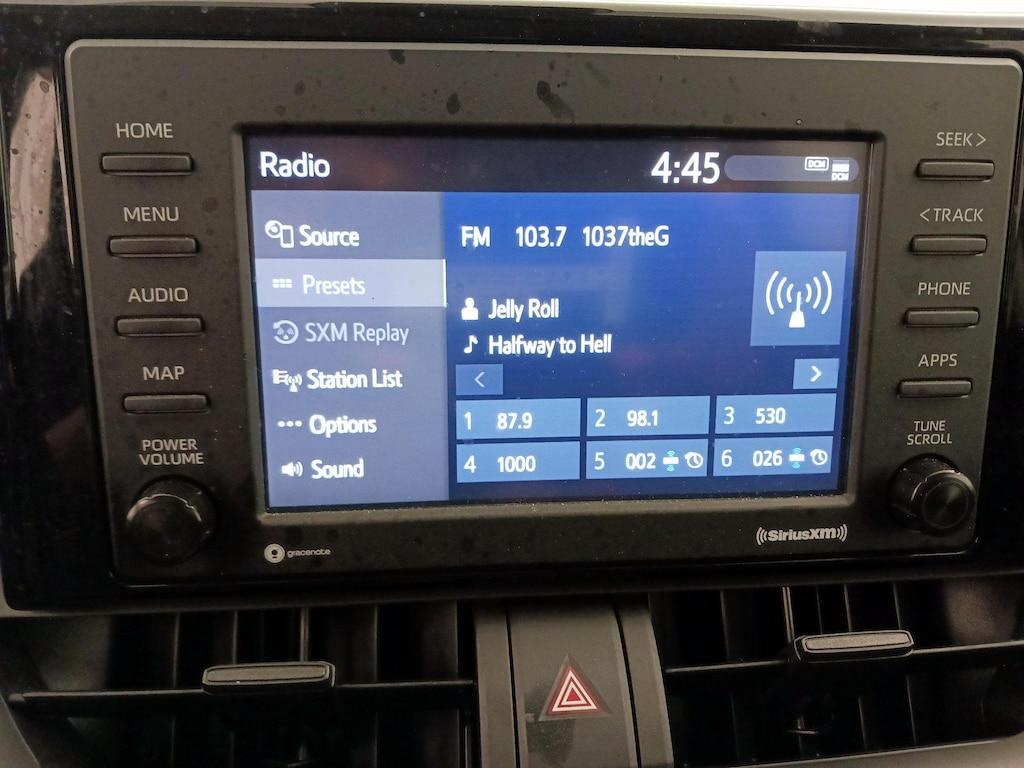 HOME
MENU
AUDIO
MAP
POWER
VOLUME
Radio
4:45
DCM
DCM
Source
Presets
SXM Replay
Station List
Options
Sound
FM 103.7 1037theG
Jelly Roll
Halfway to Hell
< >
1 87.9
2 98.1
3 530
4 1000
5 002
6 026
SEEK >
< TRACK
PHONE
APPS
TUNE
SCROLL
gracenote
((SiriusXM))